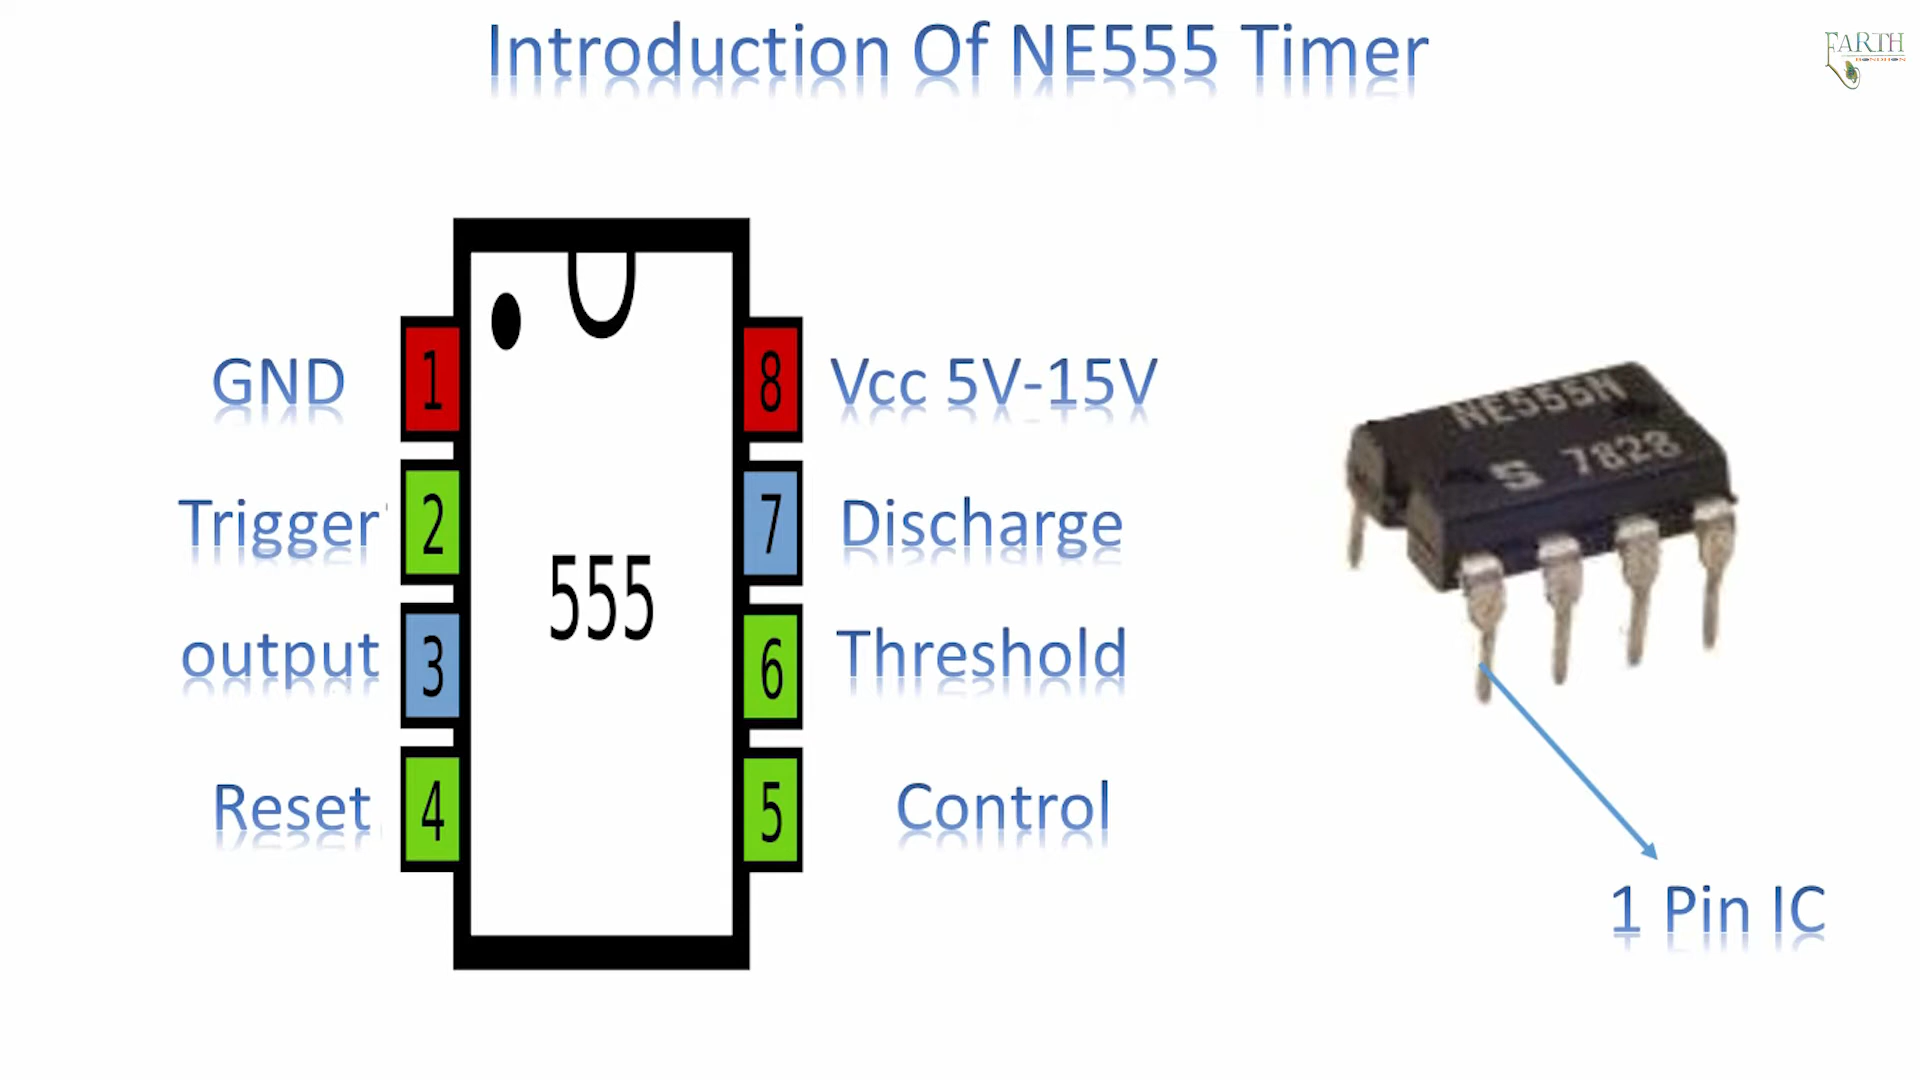 Introduction Of NE555 Timer
EARTH
GND
1
8
Vcc 5V-15V
Trigger
2
7
Discharge
555
output
3
6
Threshold
Reset
4
5
Control
NE555N
S 7828
1 Pin IC